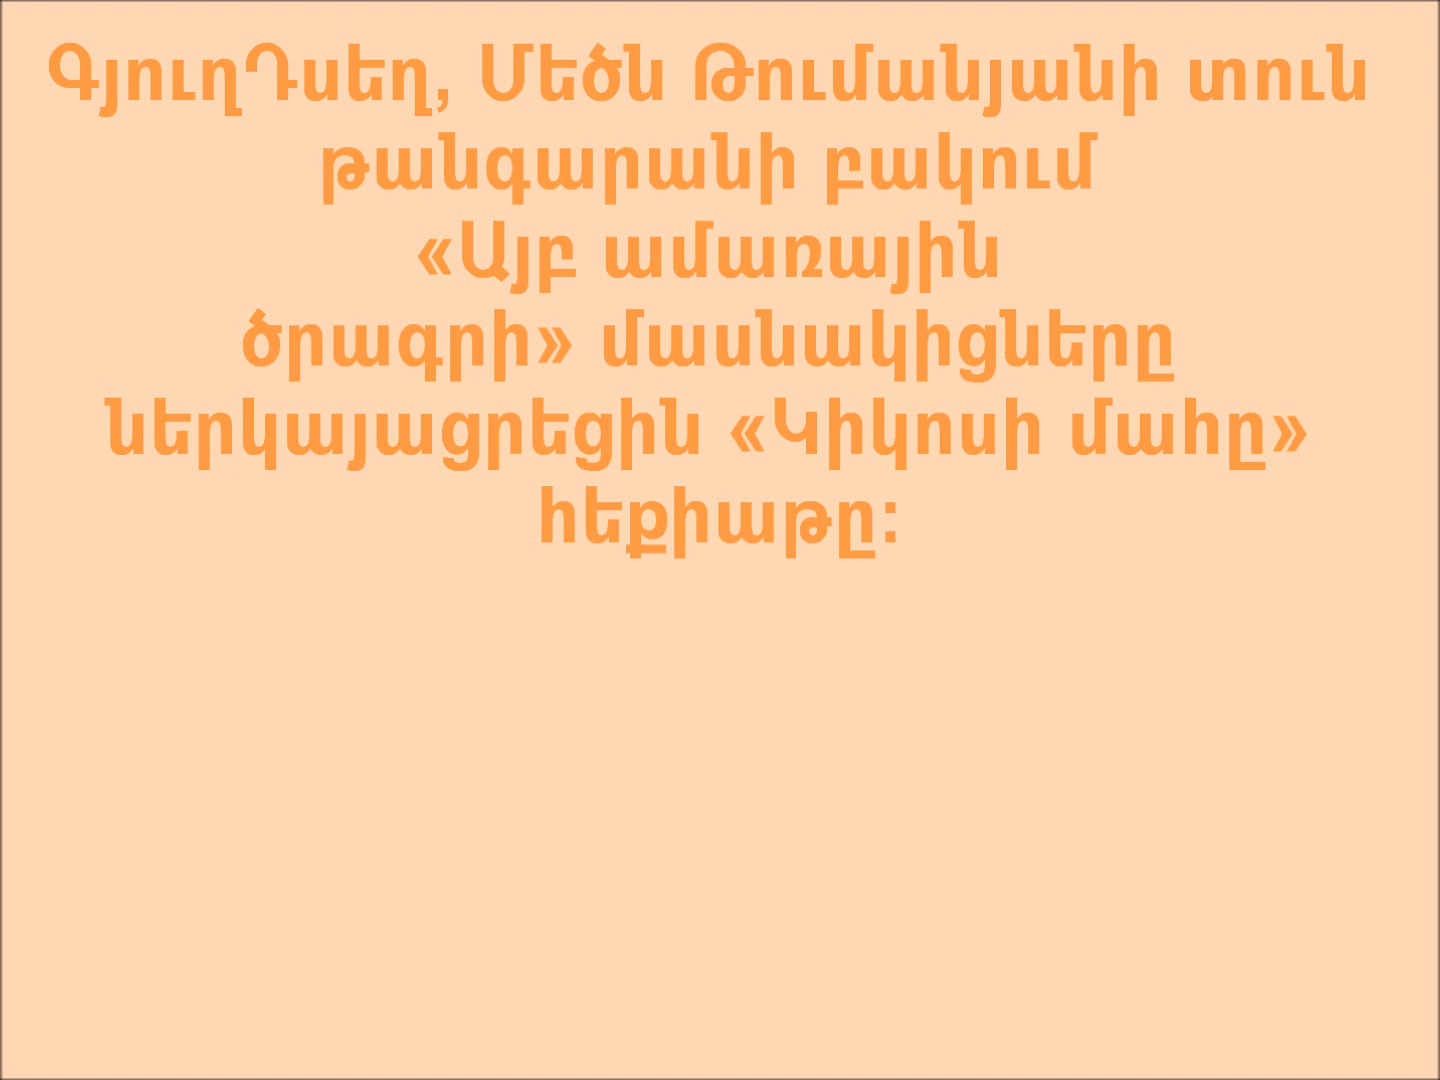 ԳյուղԴսեղ, Մեծն Թումանյանի տուն
թանգարանի բակում
«Այբ ամառային
ծրագրի» մասնակիցները
ներկայացրեցին «Կիկոսի մահը»
հեքիաթը: